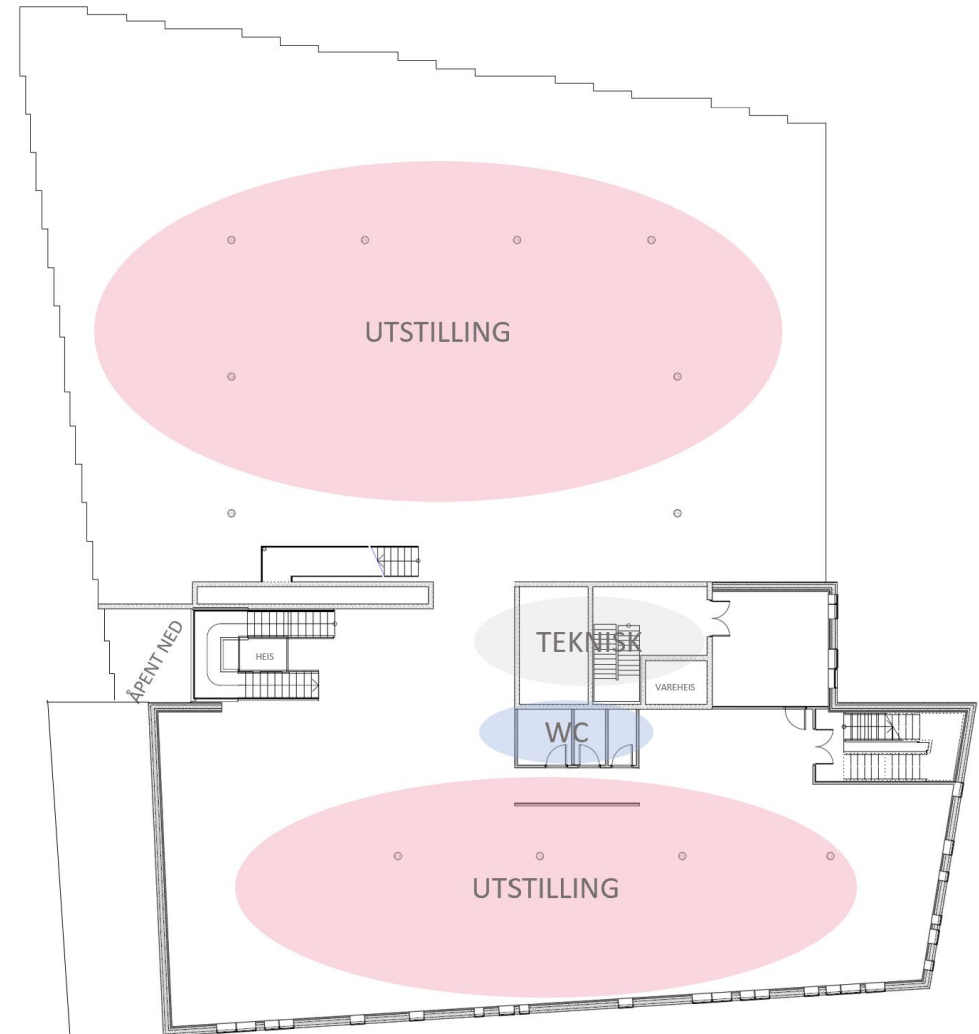 UTSTILLING
ÅPENT NED
HEIS
TEKNISK
VAREHEIS
WC
UTSTILLING